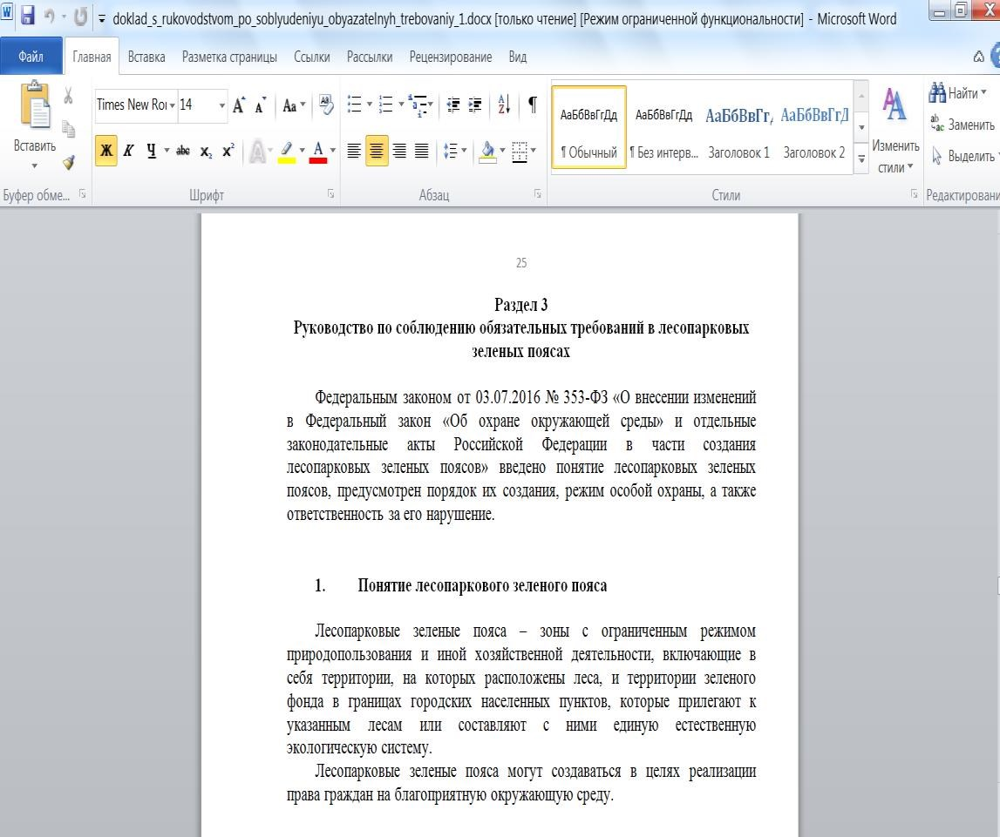 doklad_s_rukovodstvom_po_soblyudeniyu_obyazatelnyh_trebovaniy_1.docx [только чтение] [Режим ограниченной функциональности] - Microsoft Word
Файл Главная Вставка Разметка страницы Ссылки Рассылки Рецензирование Вид
Times New Roı 14 Aa
АаБбВвГгДд АаБбВвГгДд АаБбВвГг, АаБбВвГгД
Вставить
Ж К Ч abc x₂ x²
¶ Обычный ¶ Без интерв... Заголовок 1 Заголовок 2
Изменить стили
Найти
Заменить
Выделить
Буфер обме... Шрифт Абзац Стили Редактировани
25
Раздел 3
Руководство по соблюдению обязательных требований в лесопарковых
зеленых поясах
Федеральным законом от 03.07.2016 № 353-ФЗ «О внесении изменений
в Федеральный закон «Об охране окружающей среды» и отдельные
законодательные акты Российской Федерации в части создания
лесопарковых зеленых поясов» введено понятие лесопарковых зеленых
поясов, предусмотрен порядок их создания, режим особой охраны, а также
ответственность за его нарушение.
1. Понятие лесопаркового зеленого пояса
Лесопарковые зеленые пояса – зоны с ограниченным режимом
природопользования и иной хозяйственной деятельности, включающие в
себя территории, на которых расположены леса, и территории зеленого
фонда в границах городских населенных пунктов, которые прилегают к
указанным лесам или составляют с ними единую естественную
экологическую систему.
Лесопарковые зеленые пояса могут создаваться в целях реализации
права граждан на благоприятную окружающую среду.